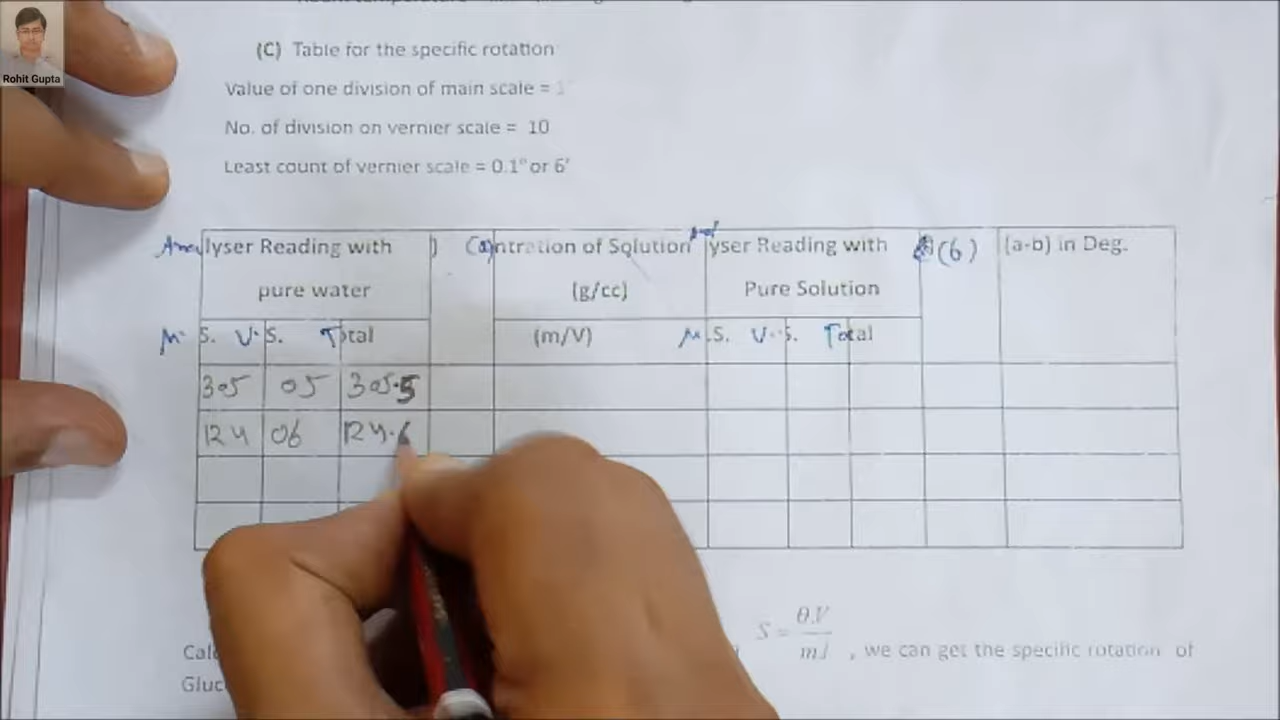 Rohit Gupta
(C) Table for the specific rotation
Value of one division of main scale = 1
No. of division on vernier scale = 10
Least count of vernier scale = 0.1° or 6'
Analyser Reading with pure water
(a)
ntration of Solution (g/cc)
yser Reading with Pure Solution
(b)
(a-b) in Deg.
M.S. V.S. Total
(m/V)
M.S. V.S. Total
305 05 305.5
124 06 124.6
S = θ.V / m.l , we can get the specific rotation of